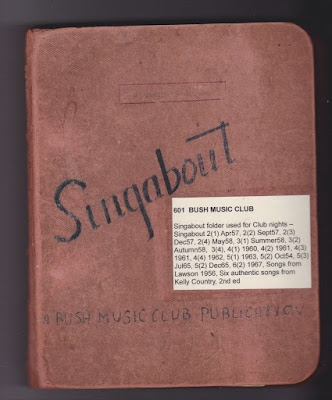 Singabout
601 BUSH MUSIC CLUB
Singabout folder used for Club nights –
Singabout 2(1) Apr57, 2(2) Sept57, 2(3)
Dec57, 2(4) May58, 3(1) Summer58, 3(2)
Autumn58, 3(4), 4(1) 1960, 4(2) 1961, 4(3)
1961, 4(4) 1962, 5(1) 1963, 5(2) Oct54, 5(3)
Jul65, 5(2) Dec65, 6(2) 1967, Songs from
Lawson 1956, Six authentic songs from
Kelly Country, 2nd ed
A BUSH MUSIC CLUB PUBLICATION